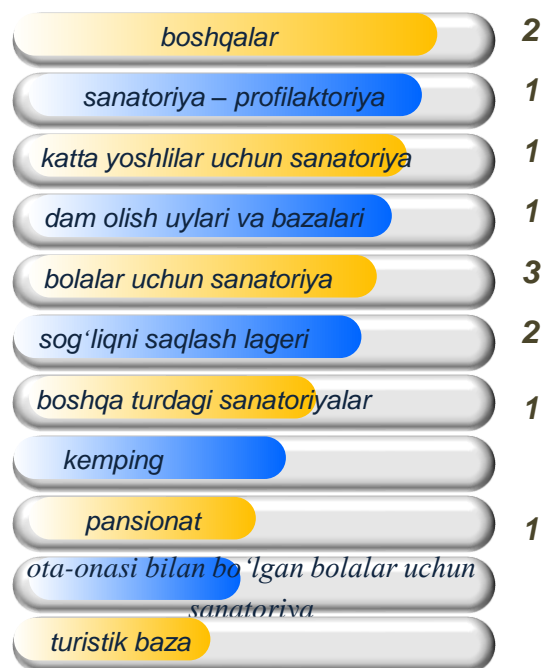 boshqalar 2
sanatoriya – profilaktoriya 1
katta yoshlilar uchun sanatoriya 1
dam olish uylari va bazalari 1
bolalar uchun sanatoriya 3
sog‘liqni saqlash lageri 2
boshqa turdagi sanatoriyalar 1
kemping
pansionat 1
ota-onasi bilan bo‘lgan bolalar uchun
sanatoriya
turistik baza